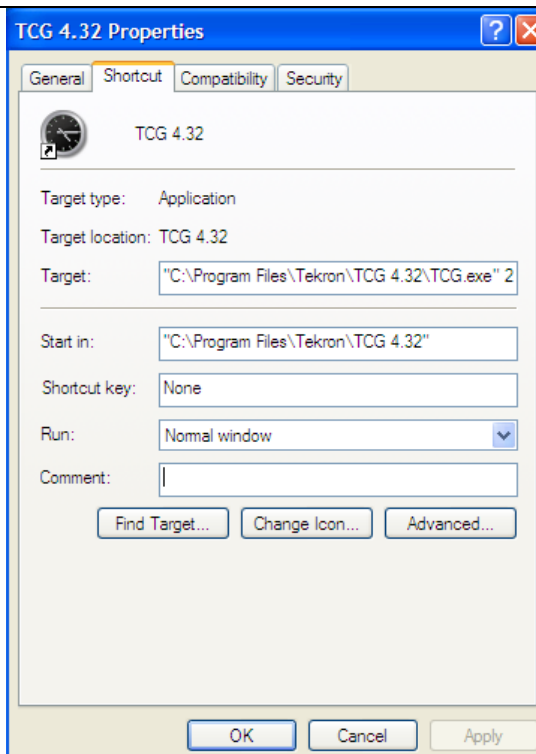 TCG 4.32 Properties
General Shortcut Compatibility Security
TCG 4.32
Target type: Application
Target location: TCG 4.32
Target: "C:\Program Files\Tekron\TCG 4.32\TCG.exe" 2
Start in: "C:\Program Files\Tekron\TCG 4.32"
Shortcut key: None
Run: Normal window
Comment:
Find Target... Change Icon... Advanced...
OK Cancel Apply